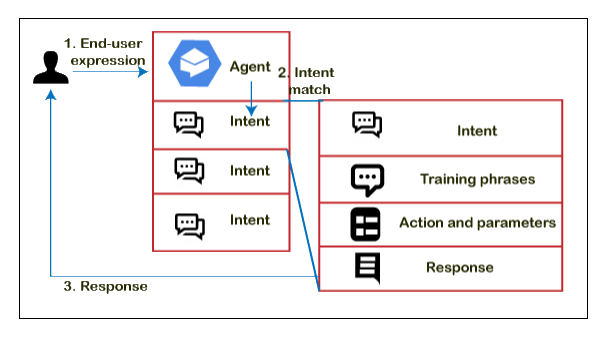 1. End-user
expression
Agent
2. Intent
match
Intent
Intent
Intent
Intent
Training phrases
Action and parameters
Response
3. Response